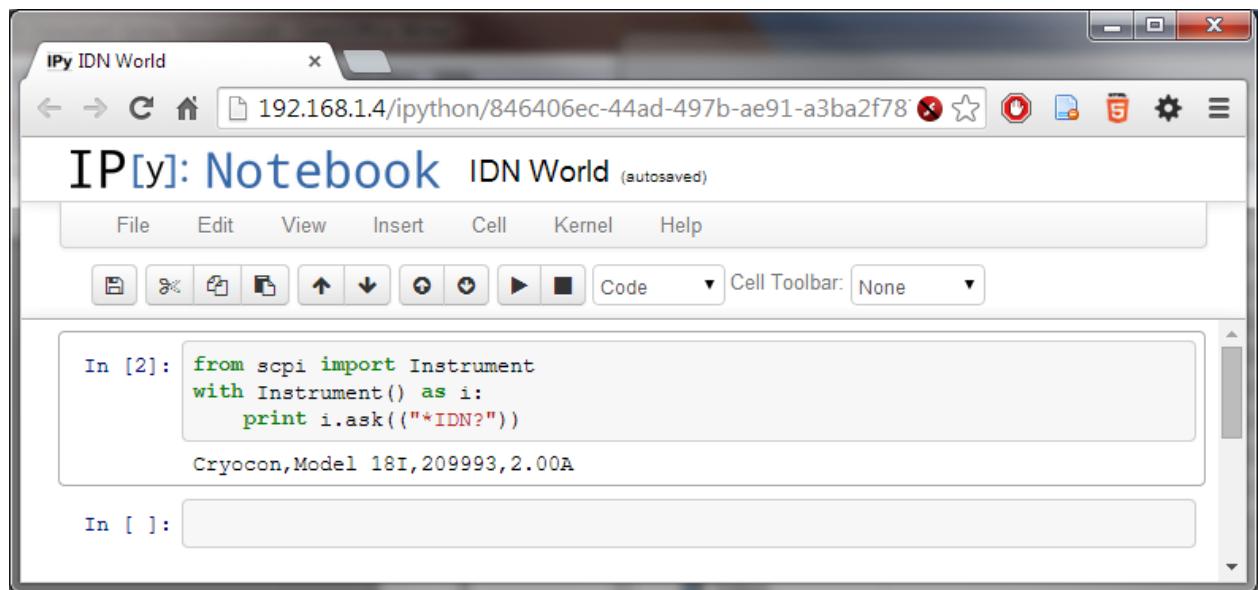 IPy IDN World
192.168.1.4/ipython/846406ec-44ad-497b-ae91-a3ba2f78
IP[y]: Notebook IDN World (autosaved)
File Edit View Insert Cell Kernel Help
Code Cell Toolbar: None
In [2]: from scpi import Instrument
with Instrument() as i:
    print i.ask(("*IDN?"))
Cryocon,Model 18I,209993,2.00A
In [ ]: